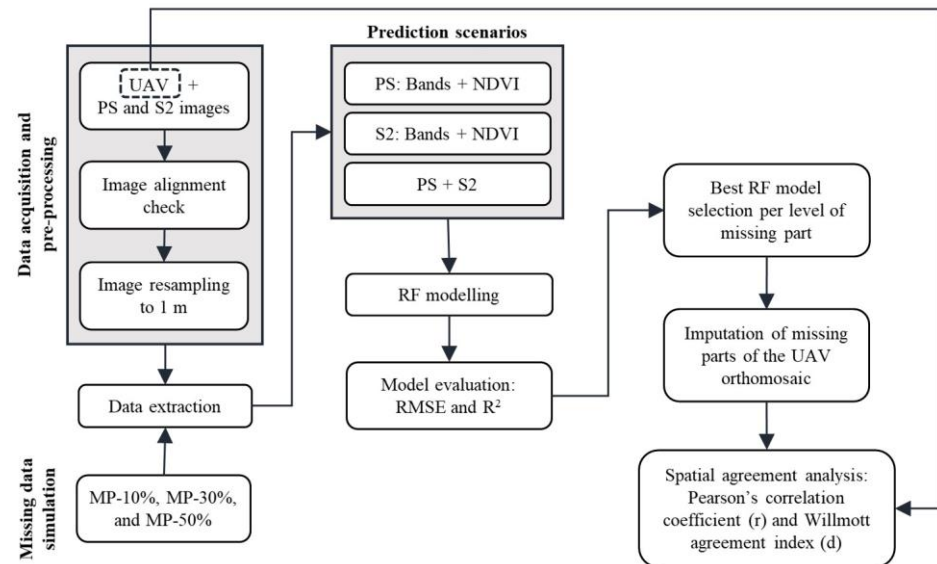 Data acquisition and
pre-processing
UAV +
PS and S2 images
Image alignment
check
Image resampling
to 1 m
Data extraction
Missing data
simulation
MP-10%, MP-30%,
and MP-50%
Prediction scenarios
PS: Bands + NDVI
S2: Bands + NDVI
PS + S2
RF modelling
Model evaluation:
RMSE and R²
Best RF model
selection per level of
missing part
Imputation of missing
parts of the UAV
orthomosaic
Spatial agreement analysis:
Pearson’s correlation
coefficient (r) and Willmott
agreement index (d)